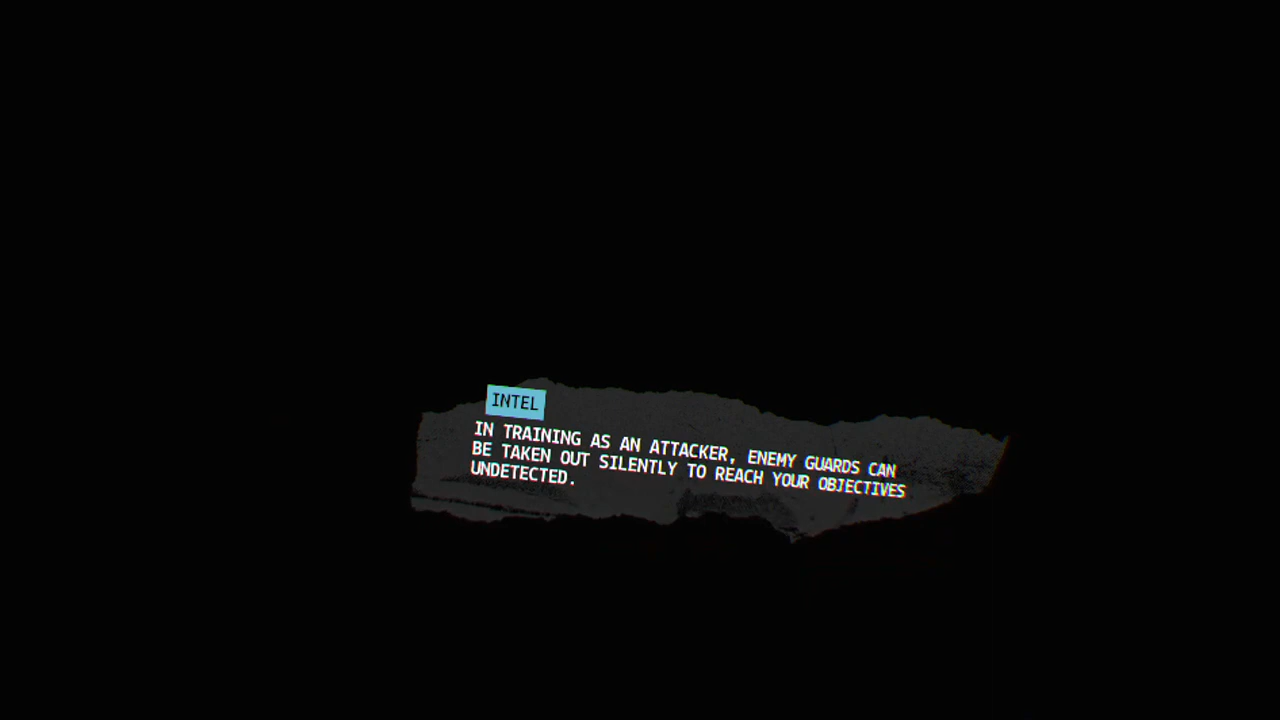 INTEL
IN TRAINING AS AN ATTACKER, ENEMY GUARDS CAN
BE TAKEN OUT SILENTLY TO REACH YOUR OBJECTIVES
UNDETECTED.